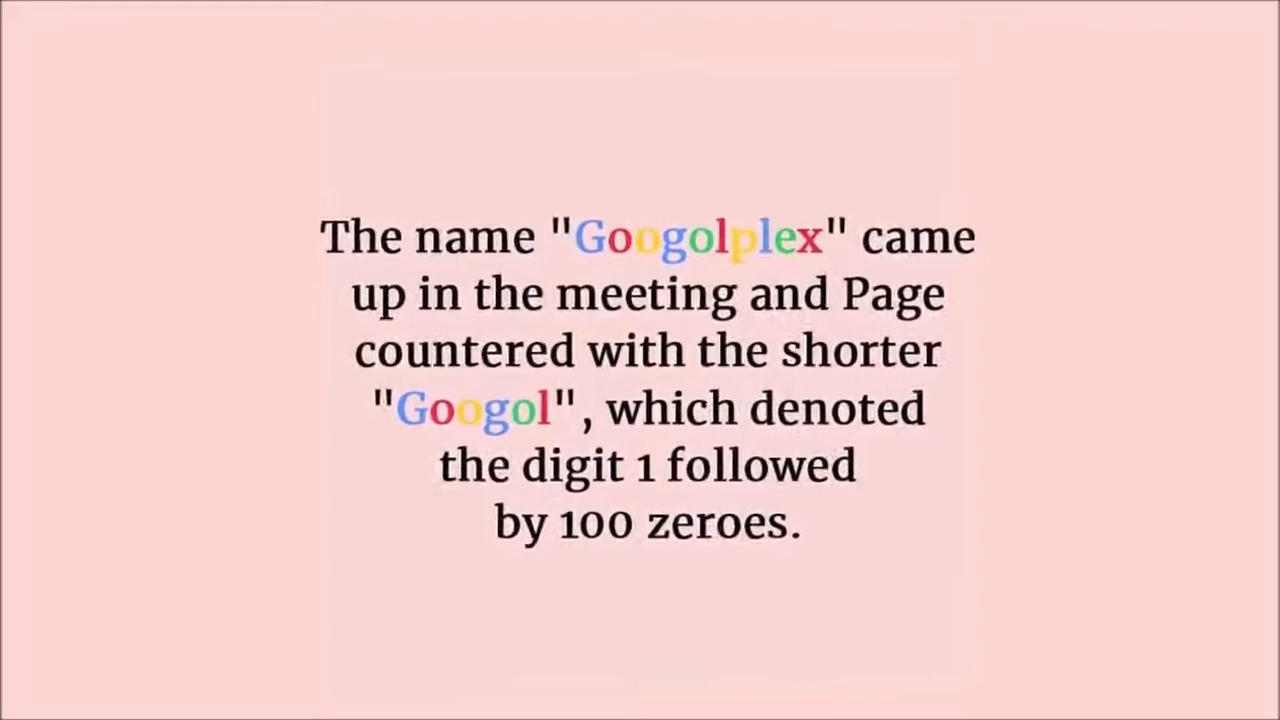 The name "Googolplex" came
up in the meeting and Page
countered with the shorter
"Googol", which denoted
the digit 1 followed
by 100 zeroes.